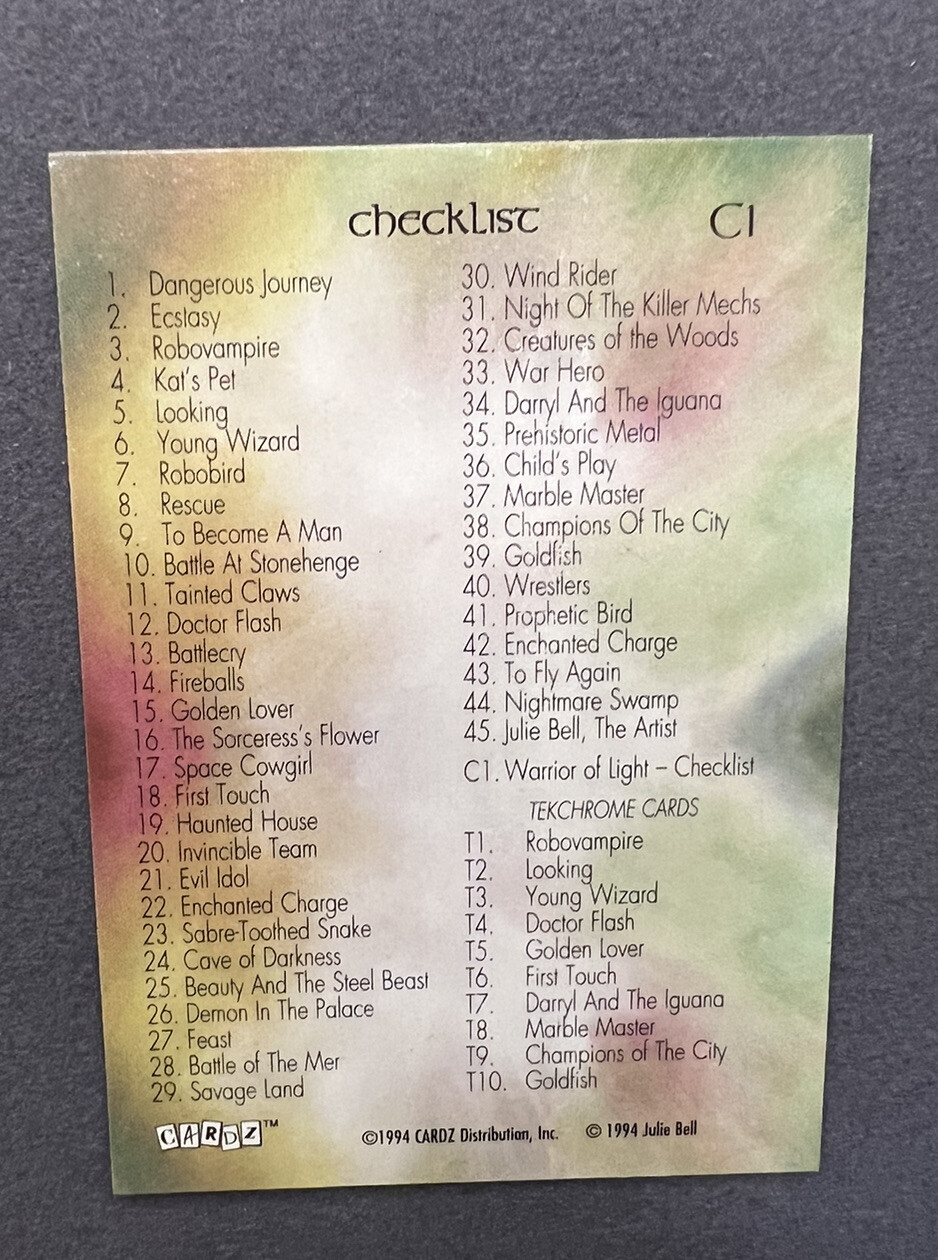 checklist C1
1. Dangerous Journey
2. Ecstasy
3. Robovampire
4. Kat's Pet
5. Looking
6. Young Wizard
7. Robobird
8. Rescue
9. To Become A Man
10. Battle At Stonehenge
11. Tainted Claws
12. Doctor Flash
13. Battlecry
14. Fireballs
15. Golden Lover
16. The Sorceress's Flower
17. Space Cowgirl
18. First Touch
19. Haunted House
20. Invincible Team
21. Evil Idol
22. Enchanted Charge
23. Sabre-Toothed Snake
24. Cave of Darkness
25. Beauty And The Steel Beast
26. Demon In The Palace
27. Feast
28. Battle of The Mer
29. Savage Land
30. Wind Rider
31. Night Of The Killer Mechs
32. Creatures of the Woods
33. War Hero
34. Darryl And The Iguana
35. Prehistoric Metal
36. Child's Play
37. Marble Master
38. Champions Of The City
39. Goldfish
40. Wrestlers
41. Prophetic Bird
42. Enchanted Charge
43. To Fly Again
44. Nightmare Swamp
45. Julie Bell, The Artist
C1. Warrior of Light – Checklist
TEKCHROME CARDS
T1. Robovampire
T2. Looking
T3. Young Wizard
T4. Doctor Flash
T5. Golden Lover
T6. First Touch
T7. Darryl And The Iguana
T8. Marble Master
T9. Champions of The City
T10. Goldfish
CARDZ™ ©1994 CARDZ Distribution, Inc. © 1994 Julie Bell